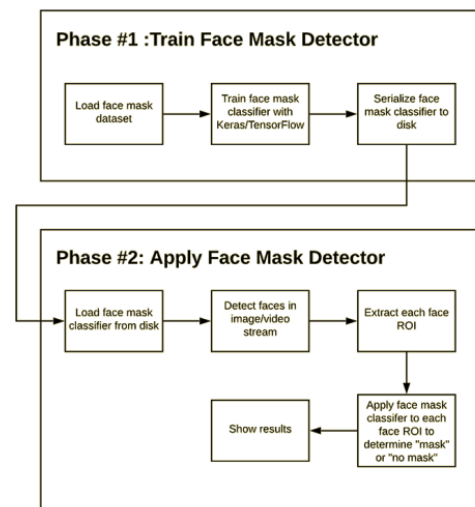 Phase #1 :Train Face Mask Detector
Load face mask
dataset
Train face mask
classifier with
Keras/TensorFlow
Serialize face
mask classifier to
disk
Phase #2: Apply Face Mask Detector
Load face mask
classifier from disk
Detect faces in
image/video
stream
Extract each face
ROI
Apply face mask
classifer to each
face ROI to
determine "mask"
or "no mask"
Show results